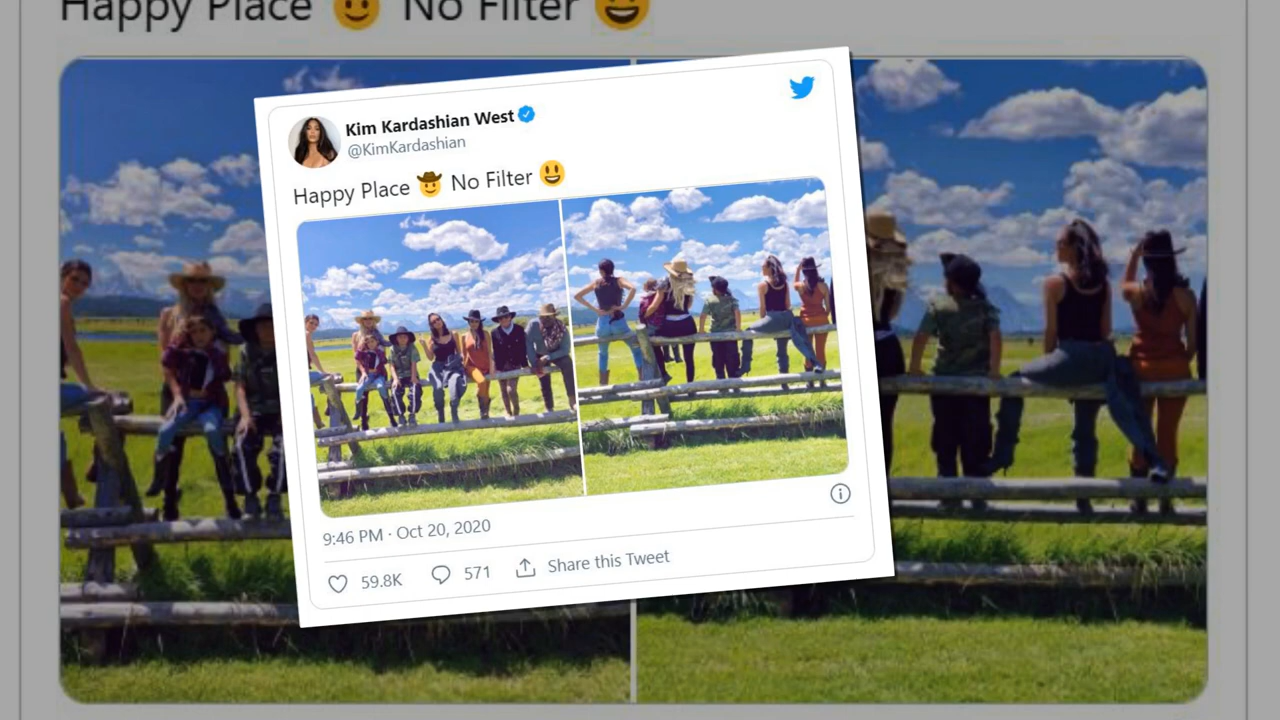 Happy Place 🙂 No Filter 😃
Kim Kardashian West
@KimKardashian
Happy Place 🤠 No Filter 😃
9:46 PM · Oct 20, 2020
59.8K 571 Share this Tweet